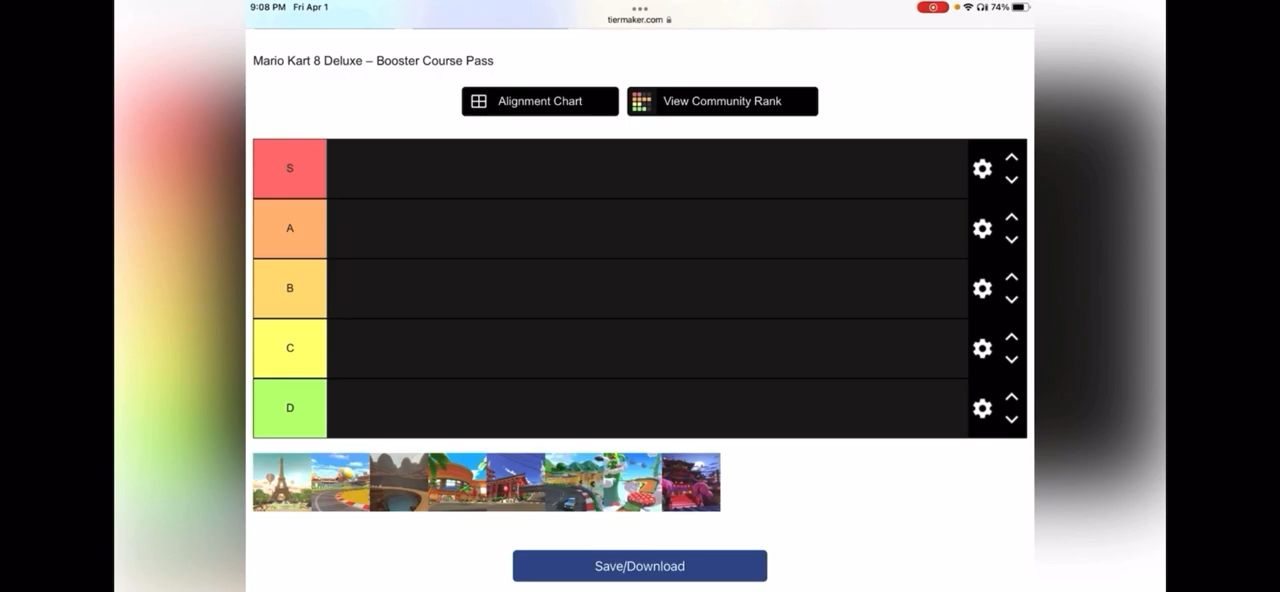 9:08 PM Fri Apr 1
74%
tiermaker.com
Mario Kart 8 Deluxe – Booster Course Pass
Alignment Chart
View Community Rank
S
A
B
C
D
Save/Download